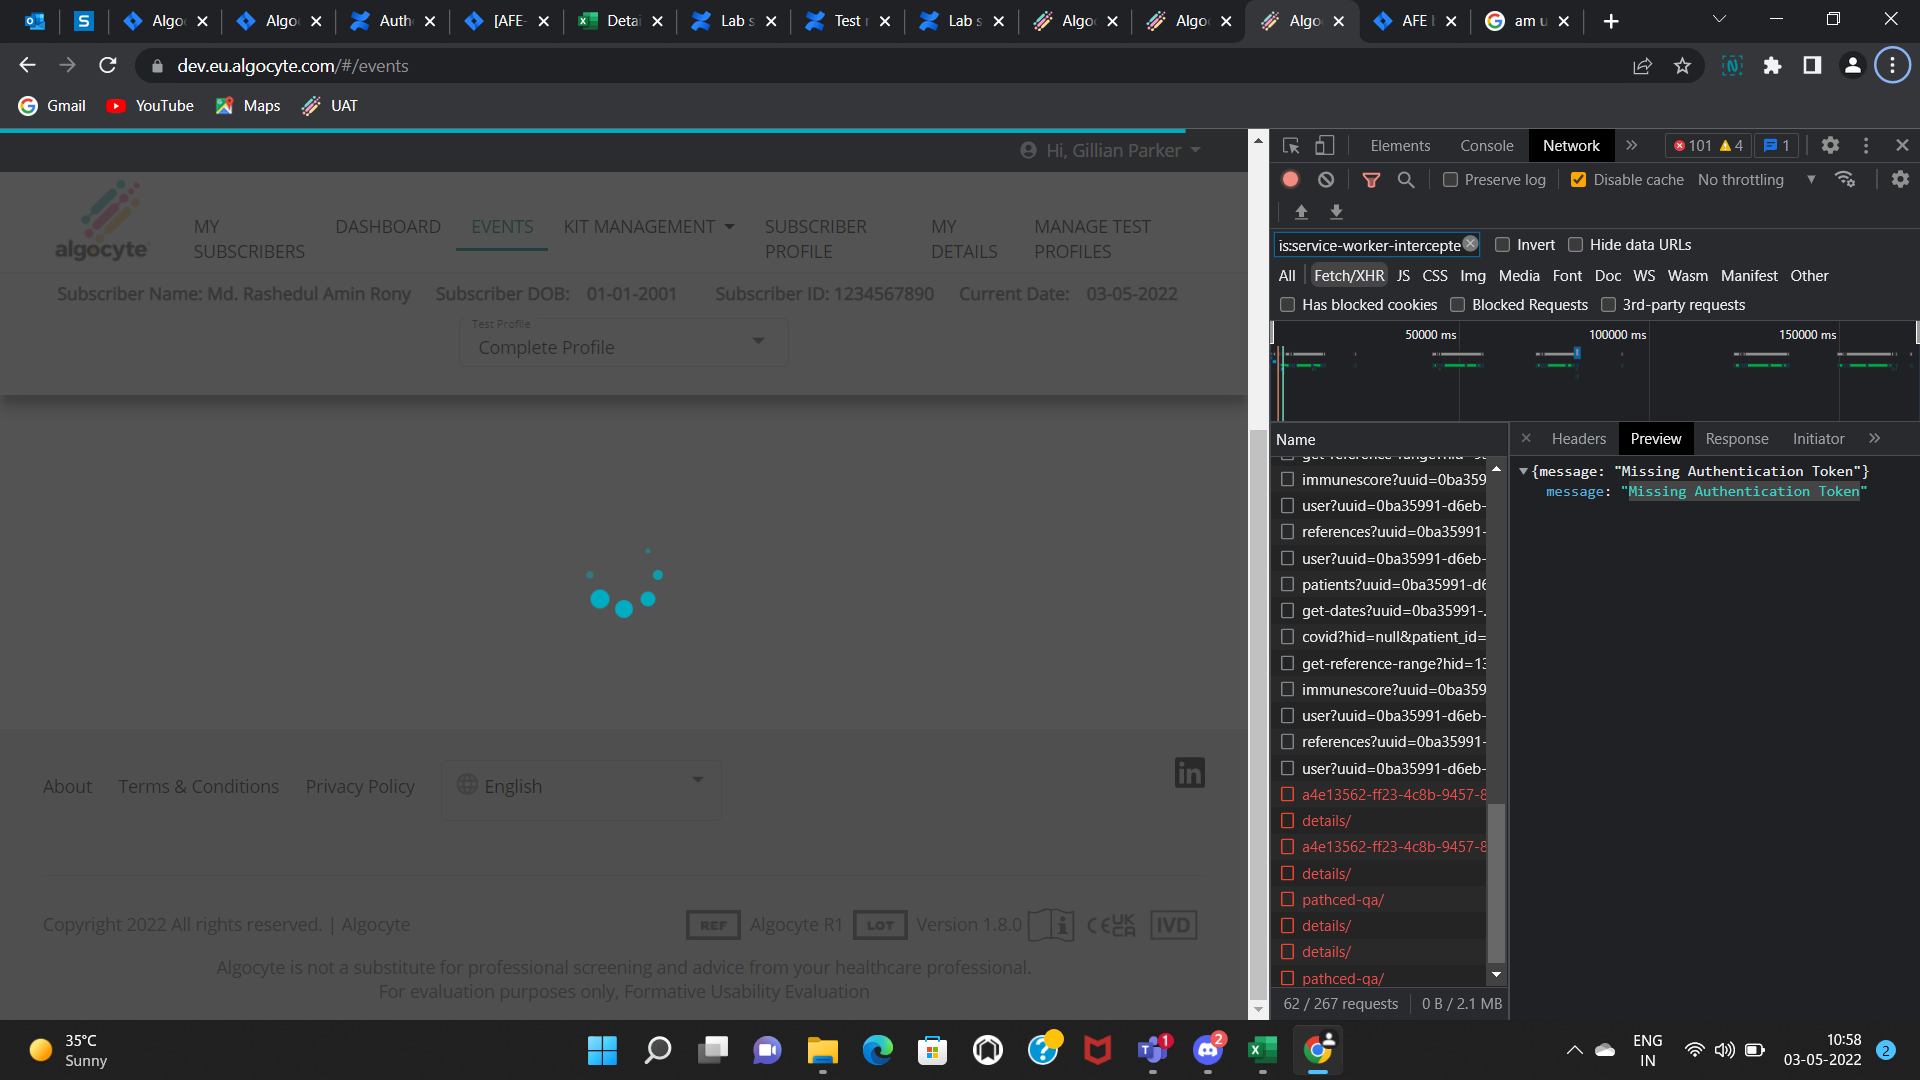 Algo
Algo
Auth
[AFE-
Detai
Lab s
Test r
Lab s
Algo
Algo
Algo
AFE b
am u
dev.eu.algocyte.com/#/events
Gmail
YouTube
Maps
UAT
Hi, Gillian Parker
algocyte
MY SUBSCRIBERS
DASHBOARD
EVENTS
KIT MANAGEMENT
SUBSCRIBER PROFILE
MY DETAILS
MANAGE TEST PROFILES
Subscriber Name: Md. Rashedul Amin Rony Subscriber DOB: 01-01-2001 Subscriber ID: 1234567890 Current Date: 03-05-2022
Test Profile
Complete Profile
About Terms & Conditions Privacy Policy English
in
Copyright 2022 All rights reserved. | Algocyte
REF Algocyte R1 LOT Version 1.8.0 CE UKCA IVD
Algocyte is not a substitute for professional screening and advice from your healthcare professional.
For evaluation purposes only, Formative Usability Evaluation
Elements Console Network 101 4 1
Preserve log Disable cache No throttling
is:service-worker-intercepte Invert Hide data URLs
All Fetch/XHR JS CSS Img Media Font Doc WS Wasm Manifest Other
Has blocked cookies Blocked Requests 3rd-party requests
50000 ms 100000 ms 150000 ms
Name
immunescore?uuid=0ba359
user?uuid=0ba35991-d6eb-
references?uuid=0ba35991-
user?uuid=0ba35991-d6eb-
patients?uuid=0ba35991-d6
get-dates?uuid=0ba35991-.
covid?hid=null&patient_id=
get-reference-range?hid=13
immunescore?uuid=0ba359
user?uuid=0ba35991-d6eb-
references?uuid=0ba35991-
user?uuid=0ba35991-d6eb-
a4e13562-ff23-4c8b-9457-8
details/
a4e13562-ff23-4c8b-9457-8
details/
pathced-qa/
details/
details/
pathced-qa/
62 / 267 requests 0 B / 2.1 MB
Headers Preview Response Initiator
{message: "Missing Authentication Token"}
message: "Missing Authentication Token"
35°C
Sunny
1
2
ENG
IN
10:58
03-05-2022
2